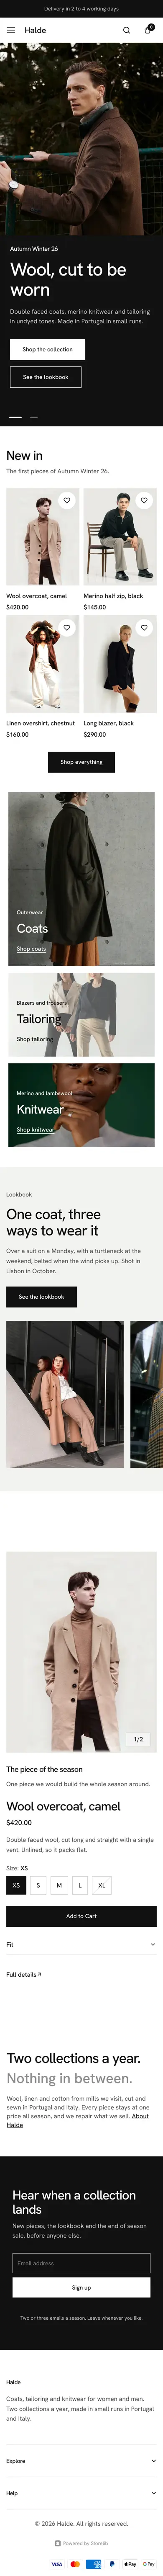 Delivery in 2 to 4 working days
Halde
0
Autumn Winter 26
Wool, cut to be
worn
Double faced coats, merino knitwear and tailoring
in undyed tones. Made in Portugal in small runs.
Shop the collection
See the lookbook
New in
The first pieces of Autumn Winter 26.
Wool overcoat, camel
$420.00
Merino half zip, black
$145.00
Linen overshirt, chestnut
$160.00
Long blazer, black
$290.00
Shop everything
Outerwear
Coats
Shop coats
Blazers and trousers
Tailoring
Shop tailoring
Merino and lambswool
Knitwear
Shop knitwear
Lookbook
One coat, three
ways to wear it
Over a suit on a Monday, with a turtleneck at the
weekend, belted when the wind picks up. Shot in
Lisbon in October.
See the lookbook
1/2
The piece of the season
One piece we would build the whole season around.
Wool overcoat, camel
$420.00
Double faced wool, cut long and straight with a single
vent. Unlined, so it packs flat.
Size: XS
XS S M L XL
Add to Cart
Fit
Full details
Two collections a year.
Nothing in between.
Wool, linen and cotton from mills we visit, cut and
sewn in Portugal and Italy. Every piece stays at one
price all season, and we repair what we sell. About
Halde
Hear when a collection
lands
New pieces, the lookbook and the end of season
sale, before anyone else.
Email address
Sign up
Two or three emails a season. Leave whenever you like.
Halde
Coats, tailoring and knitwear for women and men.
Two collections a year, made in small runs in Portugal
and Italy.
Explore
Help
© 2026 Halde. All rights reserved.
Powered by Storeila
VISA
Pay
G Pay